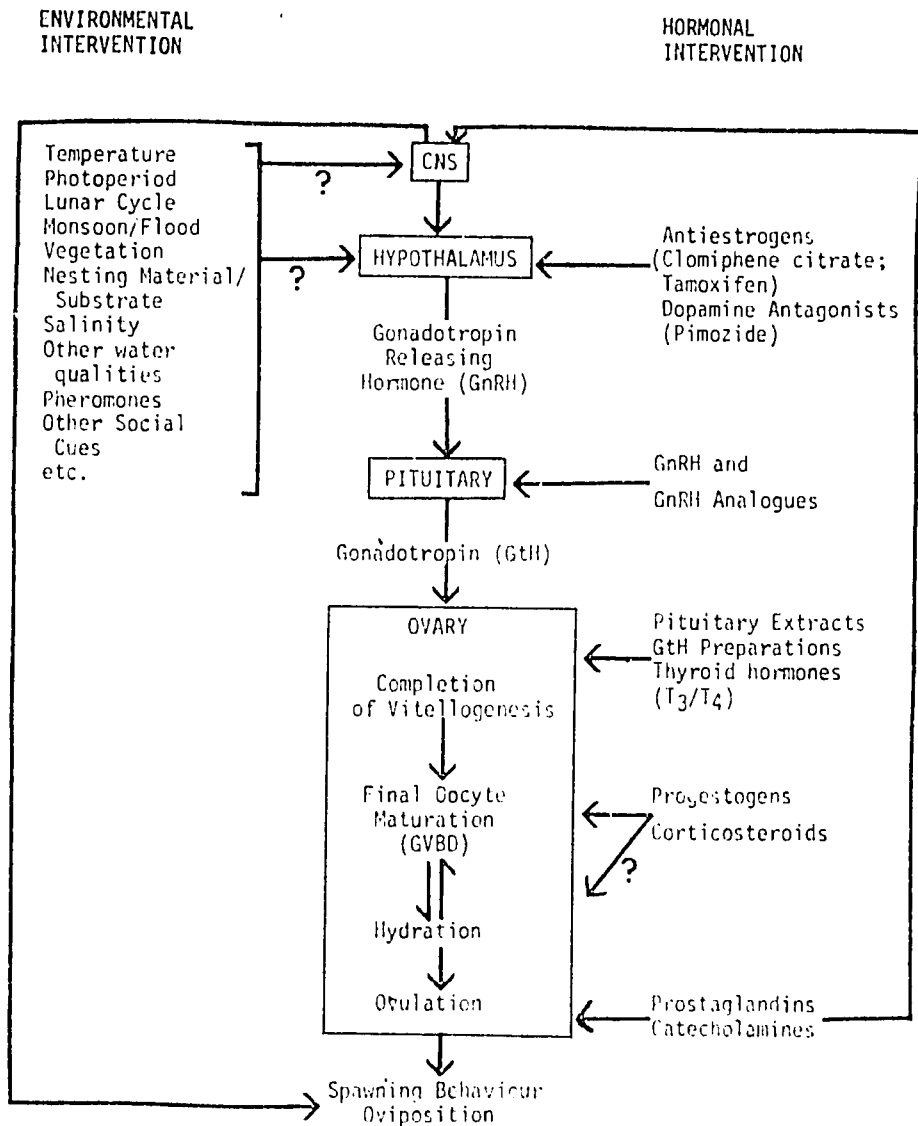 ENVIRONMENTAL
INTERVENTION
HORMONAL
INTERVENTION
Temperature
Photoperiod
Lunar Cycle
Monsoon/Flood
Vegetation
Nesting Material/
Substrate
Salinity
Other water
qualities
Pheromones
Other Social
Cues
etc.
?
?
CNS
HYPOTHALAMUS
Gonadotropin
Releasing
Hormone (GnRH)
PITUITARY
Gonadotropin (GtH)
OVARY
Completion
of Vitellogenesis
Final Oocyte
Maturation
(GVBD)
Hydration
Ovulation
Spawning Behaviour
Oviposition
Antiestrogens
(Clomiphene citrate;
Tamoxifen)
Dopamine Antagonists
(Pimozide)
GnRH and
GnRH Analogues
Pituitary Extracts
GtH Preparations
Thyroid hormones
(T3/T4)
Progestogens
Corticosteroids
?
Prostaglandins
Catecholamines